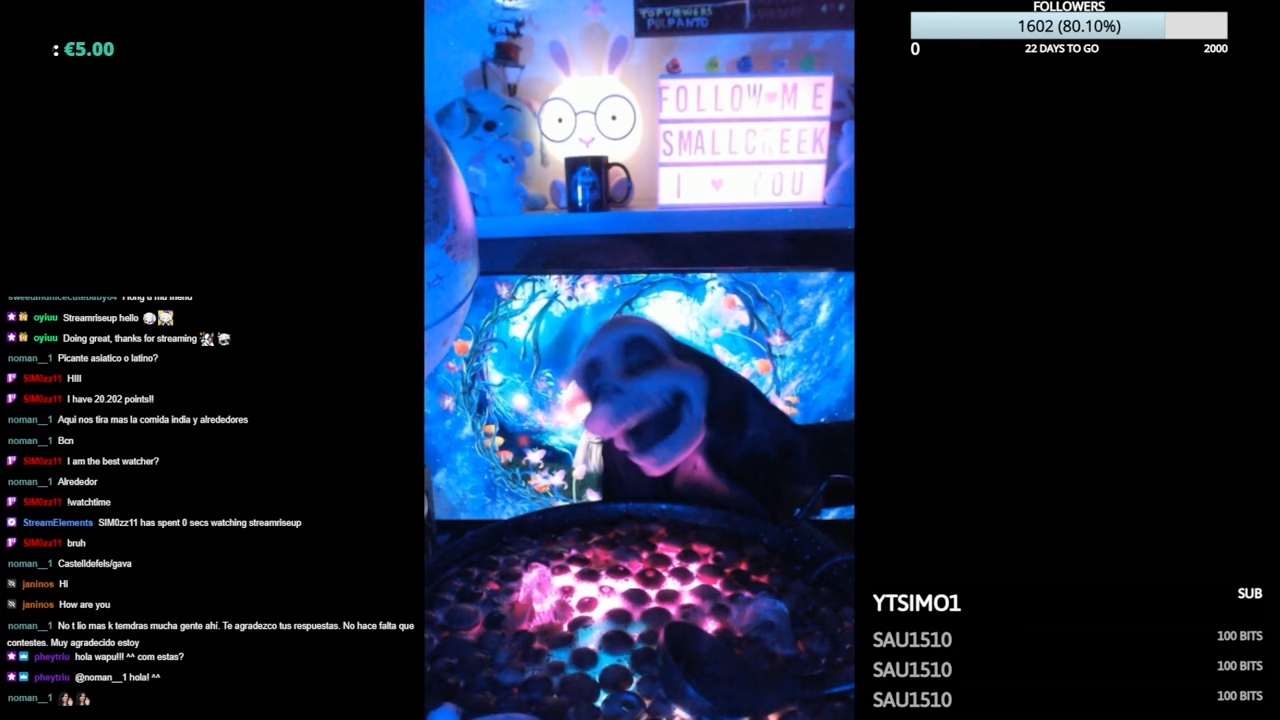 : €5.00
TOPVIEWERS
PULPANTO
FOLLOW♥ME
SMALLCREEK
I ♥ YOU
FOLLOWERS
1602 (80.10%)
0
22 DAYS TO GO
2000
oyiuu Streamriseup hello
oyiuu Doing great, thanks for streaming
noman__1 Picante asiatico o latino?
SIM0zz11 HIII
SIM0zz11 I have 20.202 points!!
noman__1 Aqui nos tira mas la comida india y alrededores
noman__1 Bcn
SIM0zz11 I am the best watcher?
noman__1 Alrededor
SIM0zz11 !watchtime
StreamElements SIM0zz11 has spent 0 secs watching streamriseup
SIM0zz11 bruh
noman__1 Castelldefels/gava
janinos Hi
janinos How are you
noman__1 No t lio mas k temdras mucha gente ahí. Te agradezco tus respuestas. No hace falta que
contestes. Muy agradecido estoy
pheytriu hola wapu!!! ^^ com estas?
pheytriu @noman__1 hola! ^^
noman__1
YTSIMO1 SUB
SAU1510 100 BITS
SAU1510 100 BITS
SAU1510 100 BITS